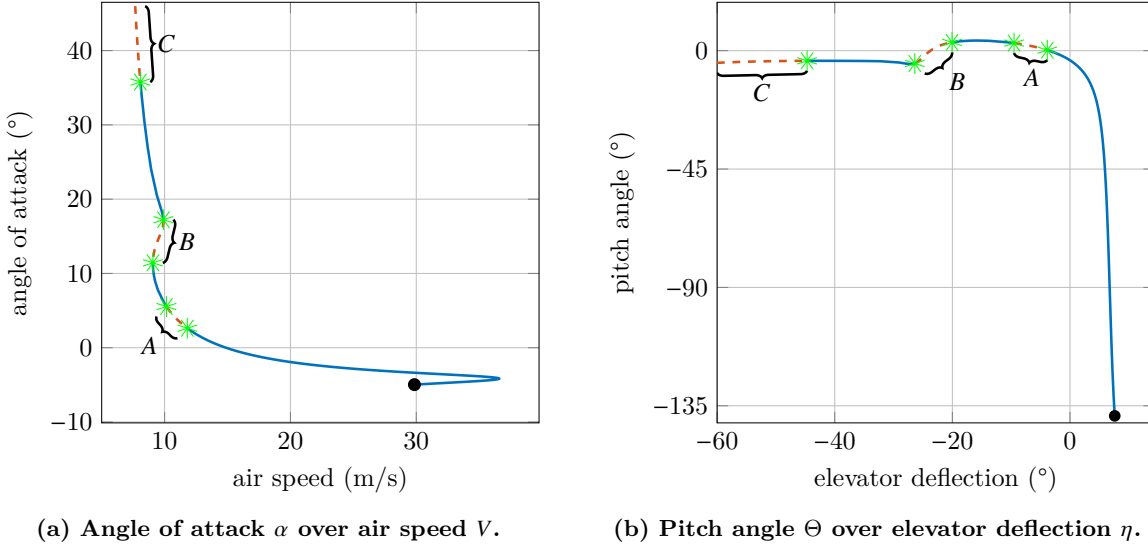 40
30
20
10
0
−10
angle of attack (°)
C
B
A
10
20
30
air speed (m/s)
(a) Angle of attack α over air speed V.
0
−45
−90
−135
pitch angle (°)
C
B
A
−60
−40
−20
0
elevator deflection (°)
(b) Pitch angle Θ over elevator deflection η.